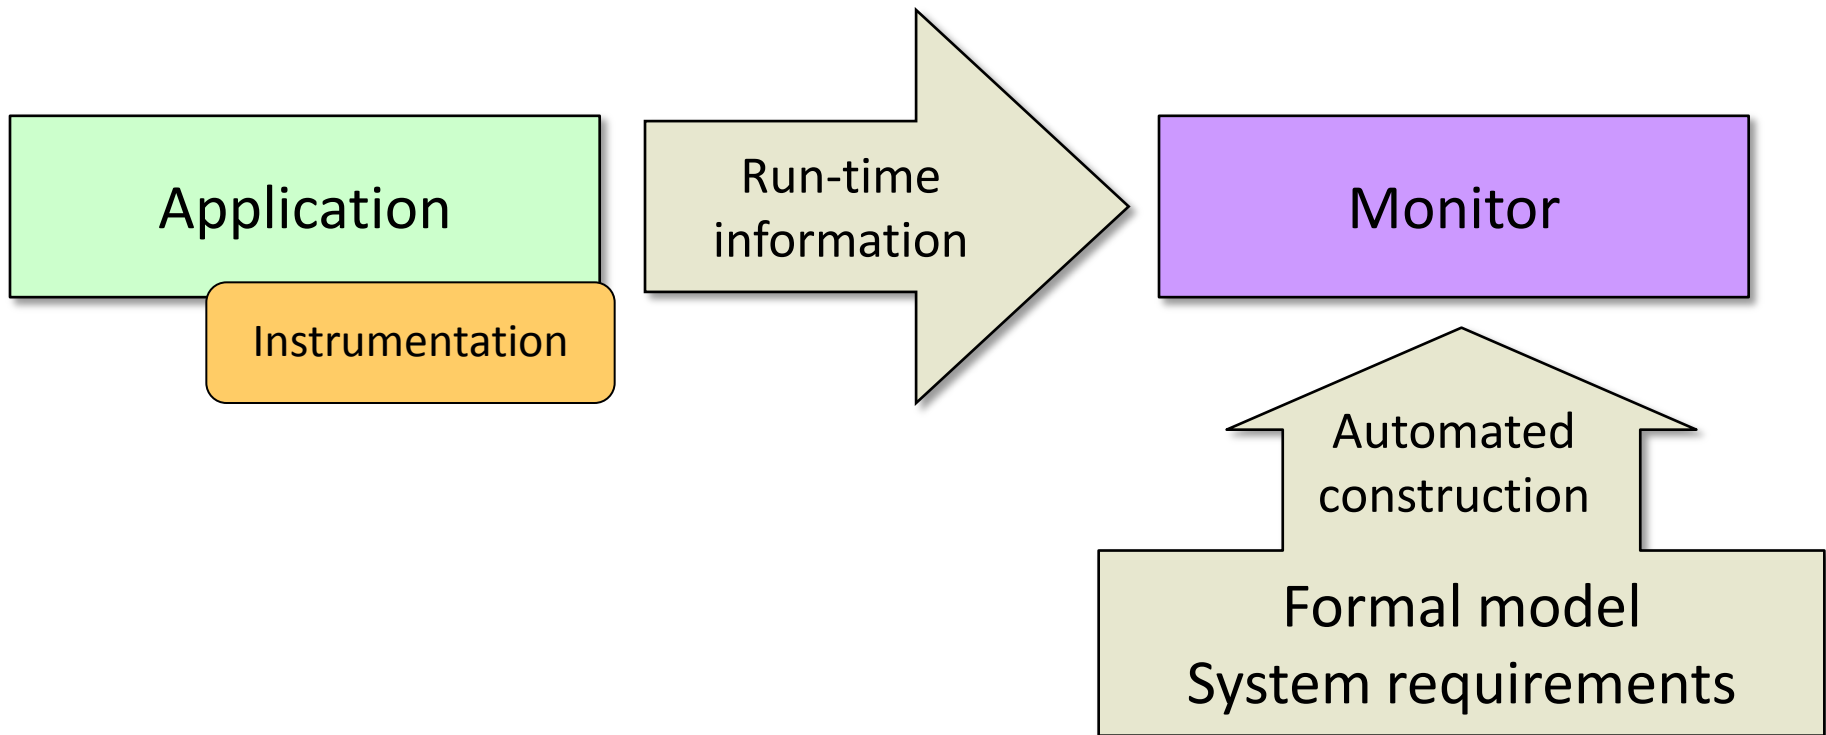 Application
Instrumentation
Run-time
information
Monitor
Automated
construction
Formal model
System requirements